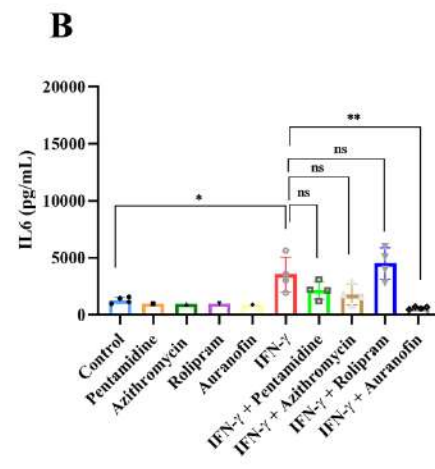 B
20000
15000
10000
5000
0
IL6 (pg/mL)
**
ns
ns
*
ns
Control
Pentamidine
Azithromycin
Rolipram
Auranofin
IFN-γ
IFN-γ + Pentamidine
IFN-γ + Azithromycin
IFN-γ + Rolipram
IFN-γ + Auranofin